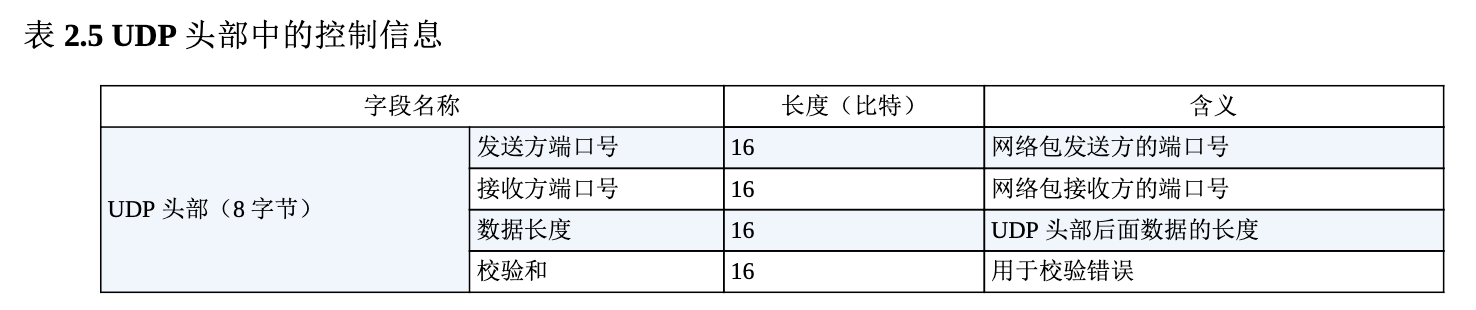 表 2.5 UDP 头部中的控制信息
字段名称 长度（比特） 含义
发送方端口号 16 网络包发送方的端口号
接收方端口号 16 网络包接收方的端口号
UDP 头部（8 字节）
数据长度 16 UDP 头部后面数据的长度
校验和 16 用于校验错误